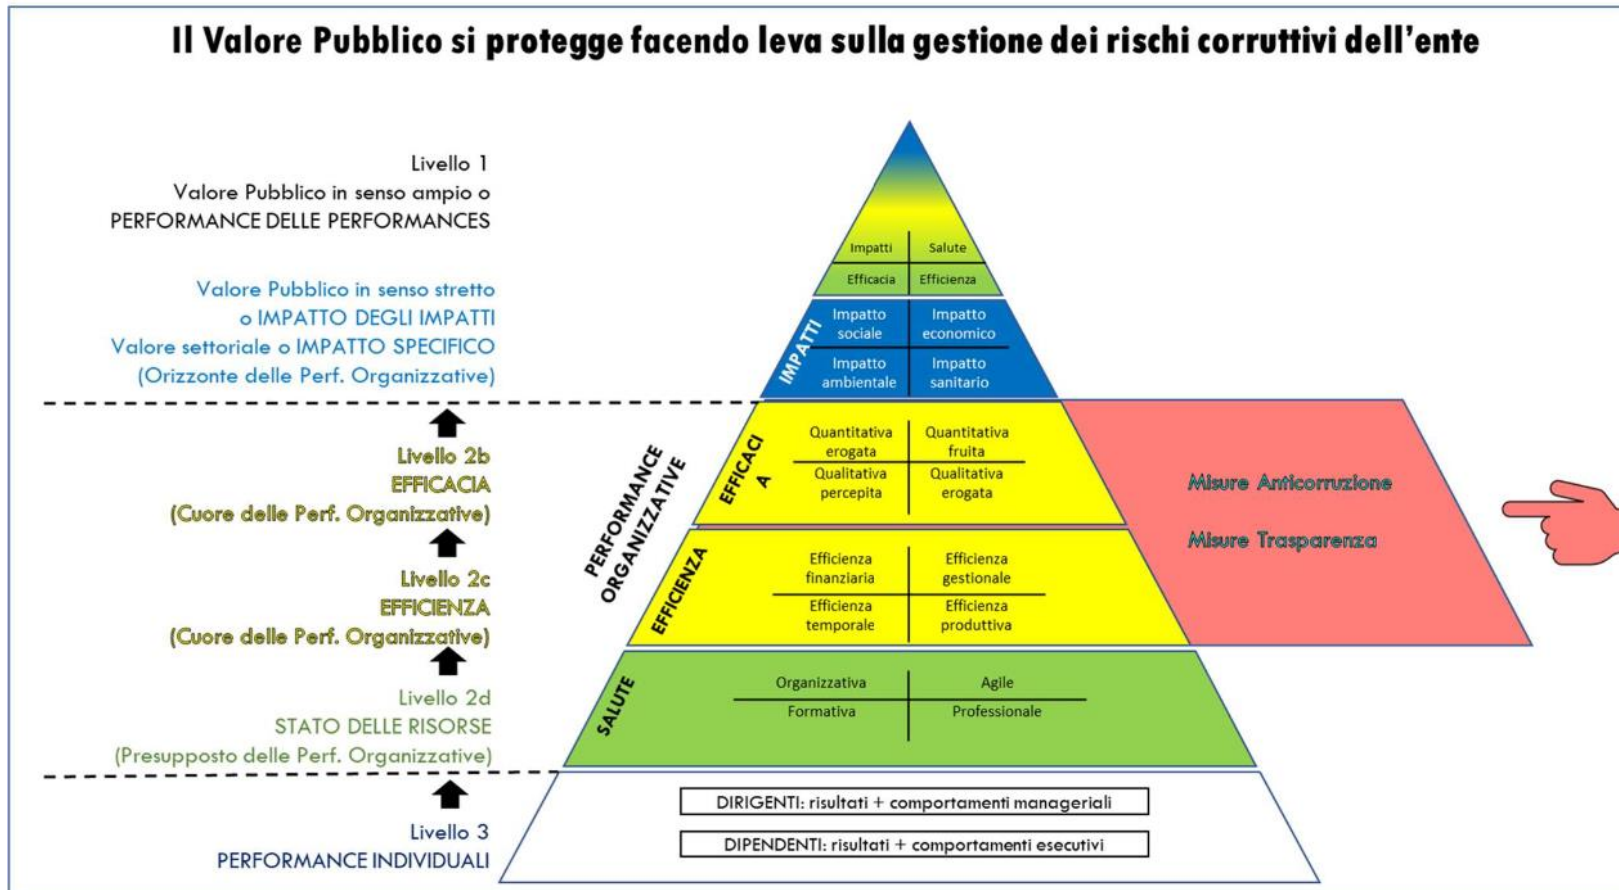 Il Valore Pubblico si protegge facendo leva sulla gestione dei rischi corruttivi dell'ente
Livello 1
Valore Pubblico in senso ampio o
PERFORMANCE DELLE PERFORMANCES
Valore Pubblico in senso stretto
o IMPATTO DEGLI IMPATTI
Valore settoriale o IMPATTO SPECIFICO
(Orizzonte delle Perf. Organizzative)
Livello 2b
EFFICACIA
(Cuore delle Perf. Organizzative)
Livello 2c
EFFICIENZA
(Cuore delle Perf. Organizzative)
Livello 2d
STATO DELLE RISORSE
(Presupposto delle Perf. Organizzative)
Livello 3
PERFORMANCE INDIVIDUALI
PERFORMANCE
ORGANIZZATIVE
Impatti
Salute
Efficacia
Efficienza
IMPATTI
Impatto
sociale
Impatto
economico
Impatto
ambientale
Impatto
sanitario
EFFICACI
A
Quantitativa
erogata
Quantitativa
fruita
Qualitativa
percepita
Qualitativa
erogata
EFFICIENZA
Efficienza
finanziaria
Efficienza
gestionale
Efficienza
temporale
Efficienza
produttiva
SALUTE
Organizzativa
Agile
Formativa
Professionale
DIRIGENTI: risultati + comportamenti manageriali
DIPENDENTI: risultati + comportamenti esecutivi
Misure Anticorruzione
Misure Trasparenza